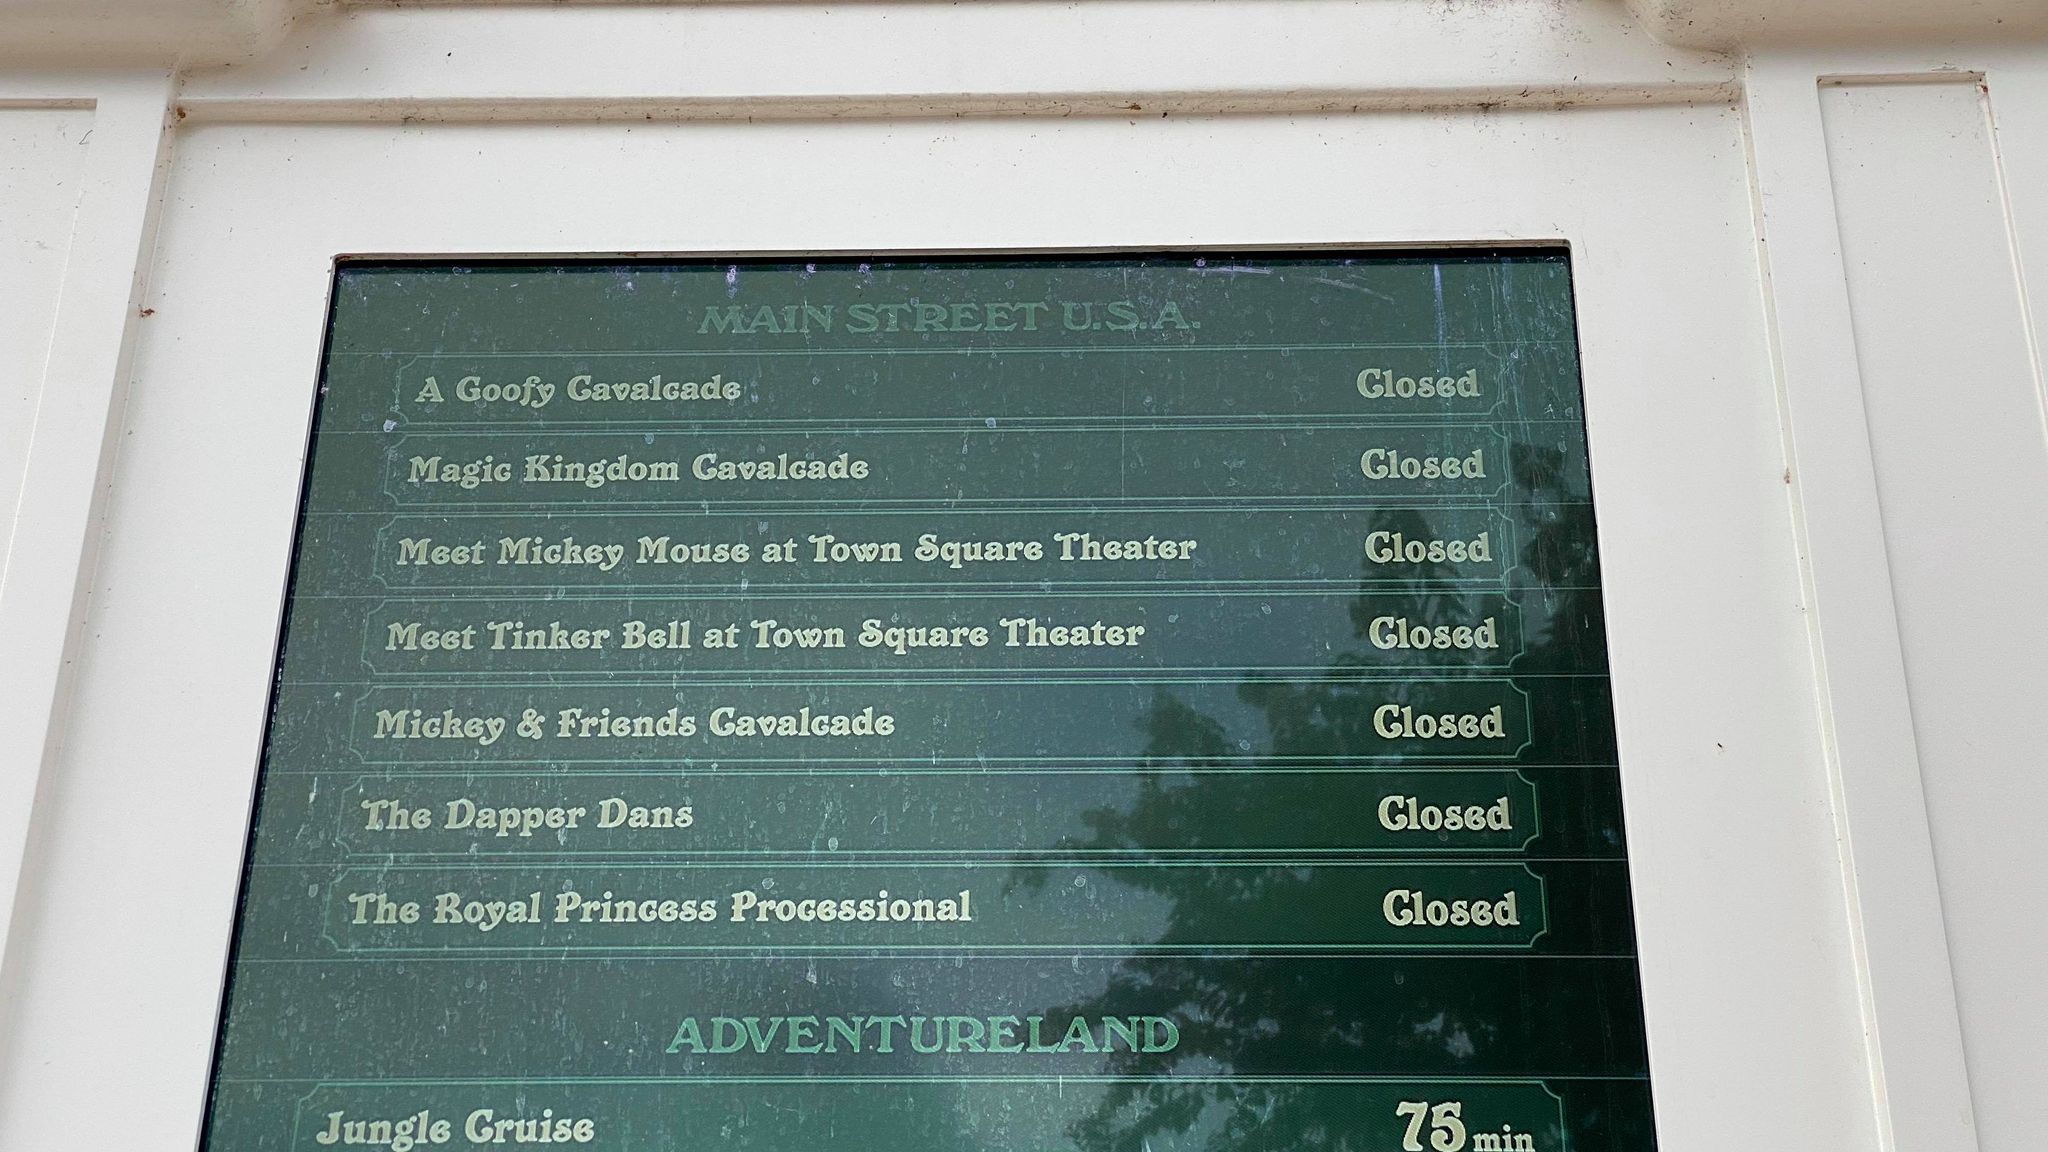 MAIN STREET U.S.A.
A Goofy Cavalcade Closed
Magic Kingdom Cavalcade Closed
Meet Mickey Mouse at Town Square Theater Closed
Meet Tinker Bell at Town Square Theater Closed
Mickey & Friends Cavalcade Closed
The Dapper Dans Closed
The Royal Princess Processional Closed
ADVENTURELAND
Jungle Cruise 75 min